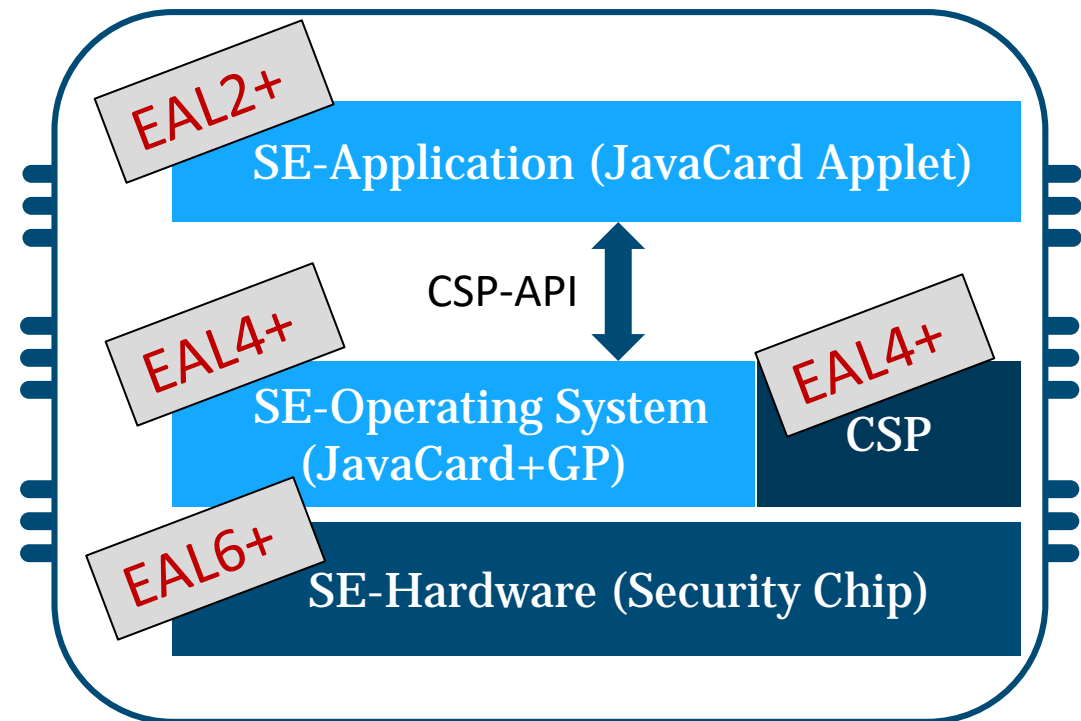 EAL2+
SE-Application (JavaCard Applet)
CSP-API
EAL4+
EAL4+
SE-Operating System
(JavaCard+GP)
CSP
EAL6+
SE-Hardware (Security Chip)